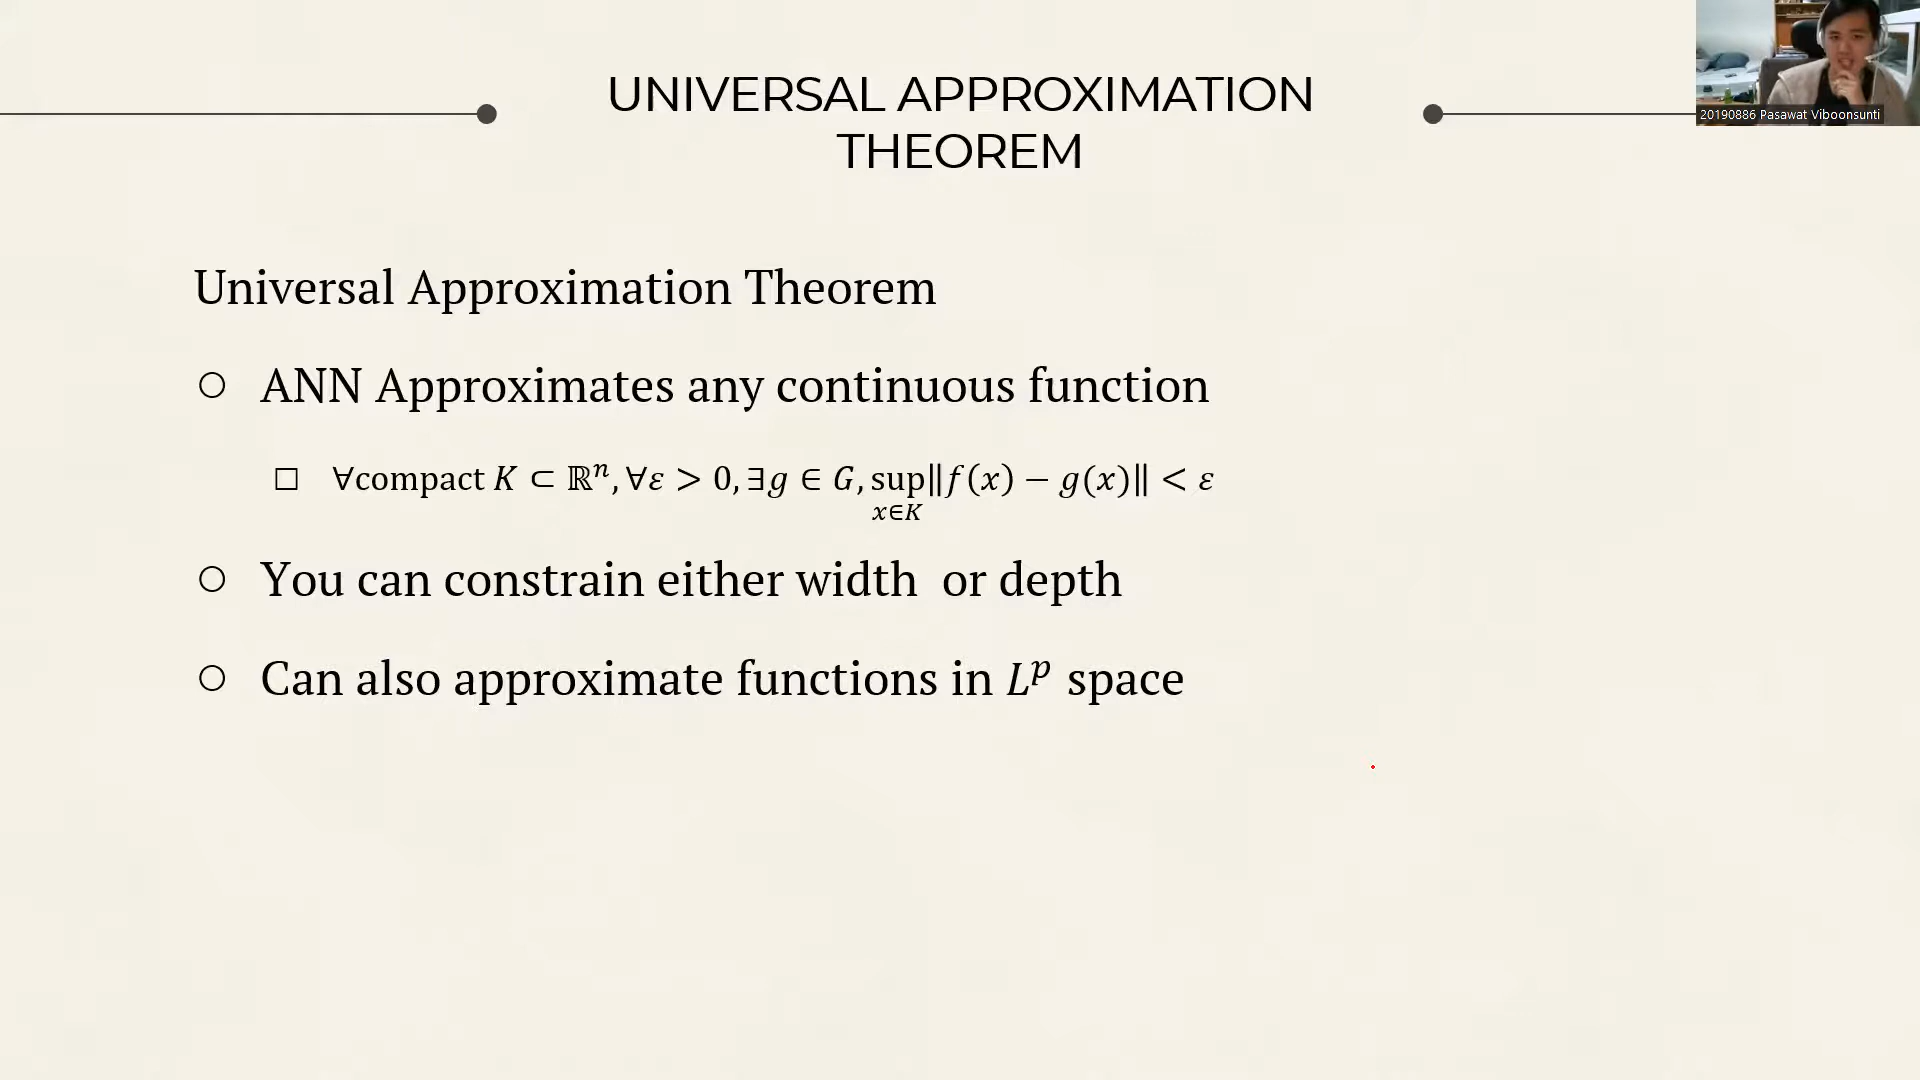 UNIVERSAL APPROXIMATION
THEOREM
20190886 Pasawat Viboonsunti
Universal Approximation Theorem
○ ANN Approximates any continuous function
□ ∀compact K ⊂ ℝⁿ, ∀ε > 0, ∃g ∈ G, sup‖f(x) − g(x)‖ < ε
x∈K
○ You can constrain either width  or depth
○ Can also approximate functions in Lᵖ space